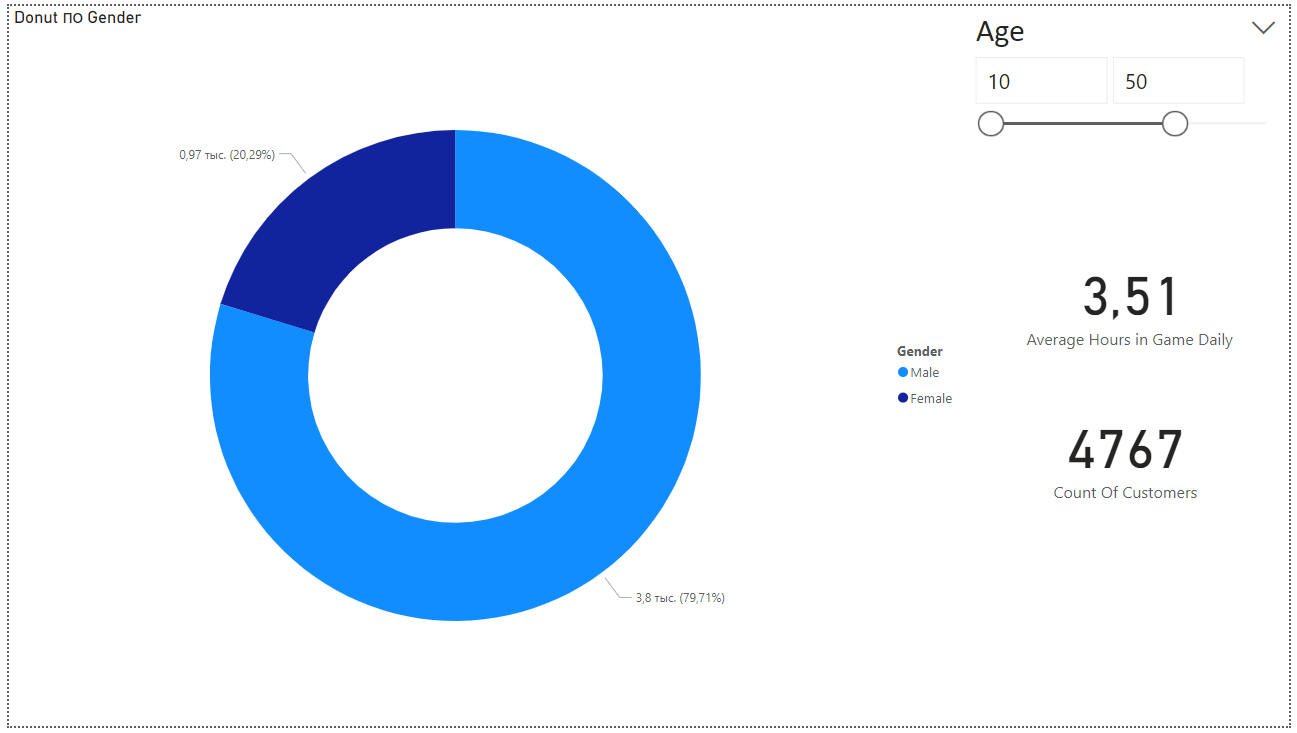 Donut по Gender
Age
10
50
0,97 тыс. (20,29%)
3,51
Average Hours in Game Daily
Gender
Male
Female
4767
Count Of Customers
3,8 тыс. (79,71%)